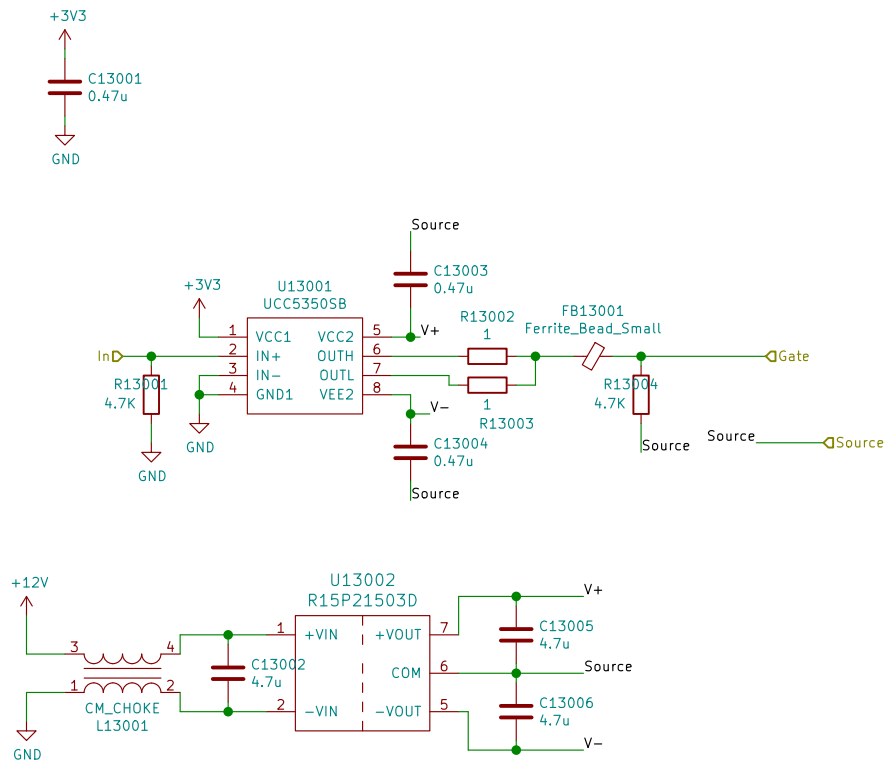 +3V3
C13001
0.47u
GND
Source
C13003
0.47u
+3V3
U13001
UCC5350SB
1 VCC1 VCC2 5 V+
2 IN+ OUTH 6
3 IN- OUTL 7
4 GND1 VEE2 8 V-
In
R13001
4.7K
GND
GND
R13002
1
1
R13003
FB13001
Ferrite_Bead_Small
Gate
R13004
4.7K
Source
Source
Source
C13004
0.47u
Source
+12V
3 4
1 2
CM_CHOKE
L13001
GND
C13002
4.7u
U13002
R15P21503D
1 +VIN +VOUT 7
COM 6
2 -VIN -VOUT 5
V+
C13005
4.7u
Source
C13006
4.7u
V-